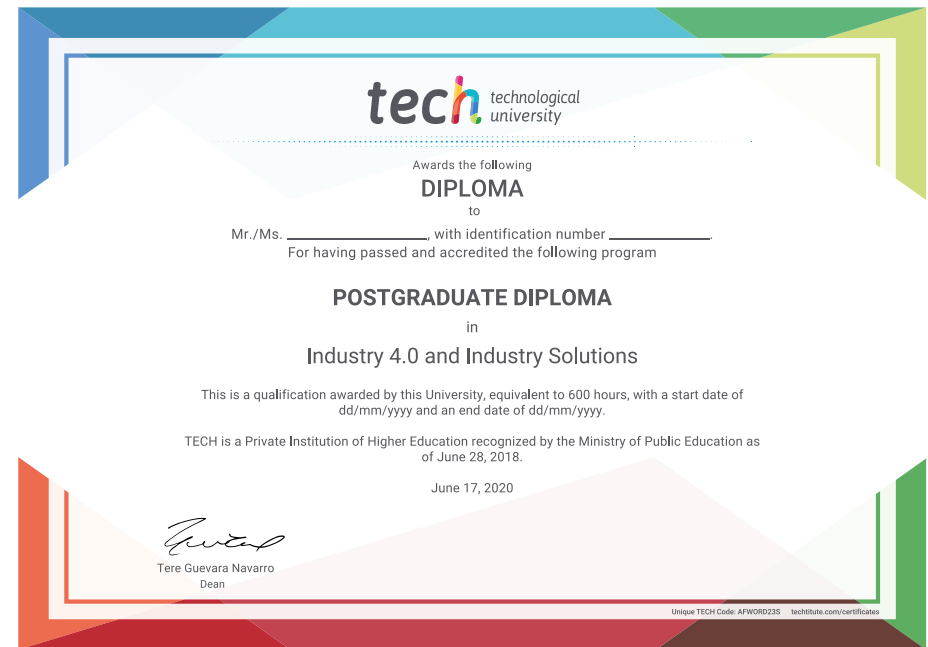 tech technological
university
Awards the following
DIPLOMA
to
Mr./Ms. ____________________, with identification number ______________.
For having passed and accredited the following program
POSTGRADUATE DIPLOMA
in
Industry 4.0 and Industry Solutions
This is a qualification awarded by this University, equivalent to 600 hours, with a start date of
dd/mm/yyyy and an end date of dd/mm/yyyy.
TECH is a Private Institution of Higher Education recognized by the Ministry of Public Education as
of June 28, 2018.
June 17, 2020
Tere Guevara Navarro
Dean
Unique TECH Code: AFWORD23S techtitute.com/certificates